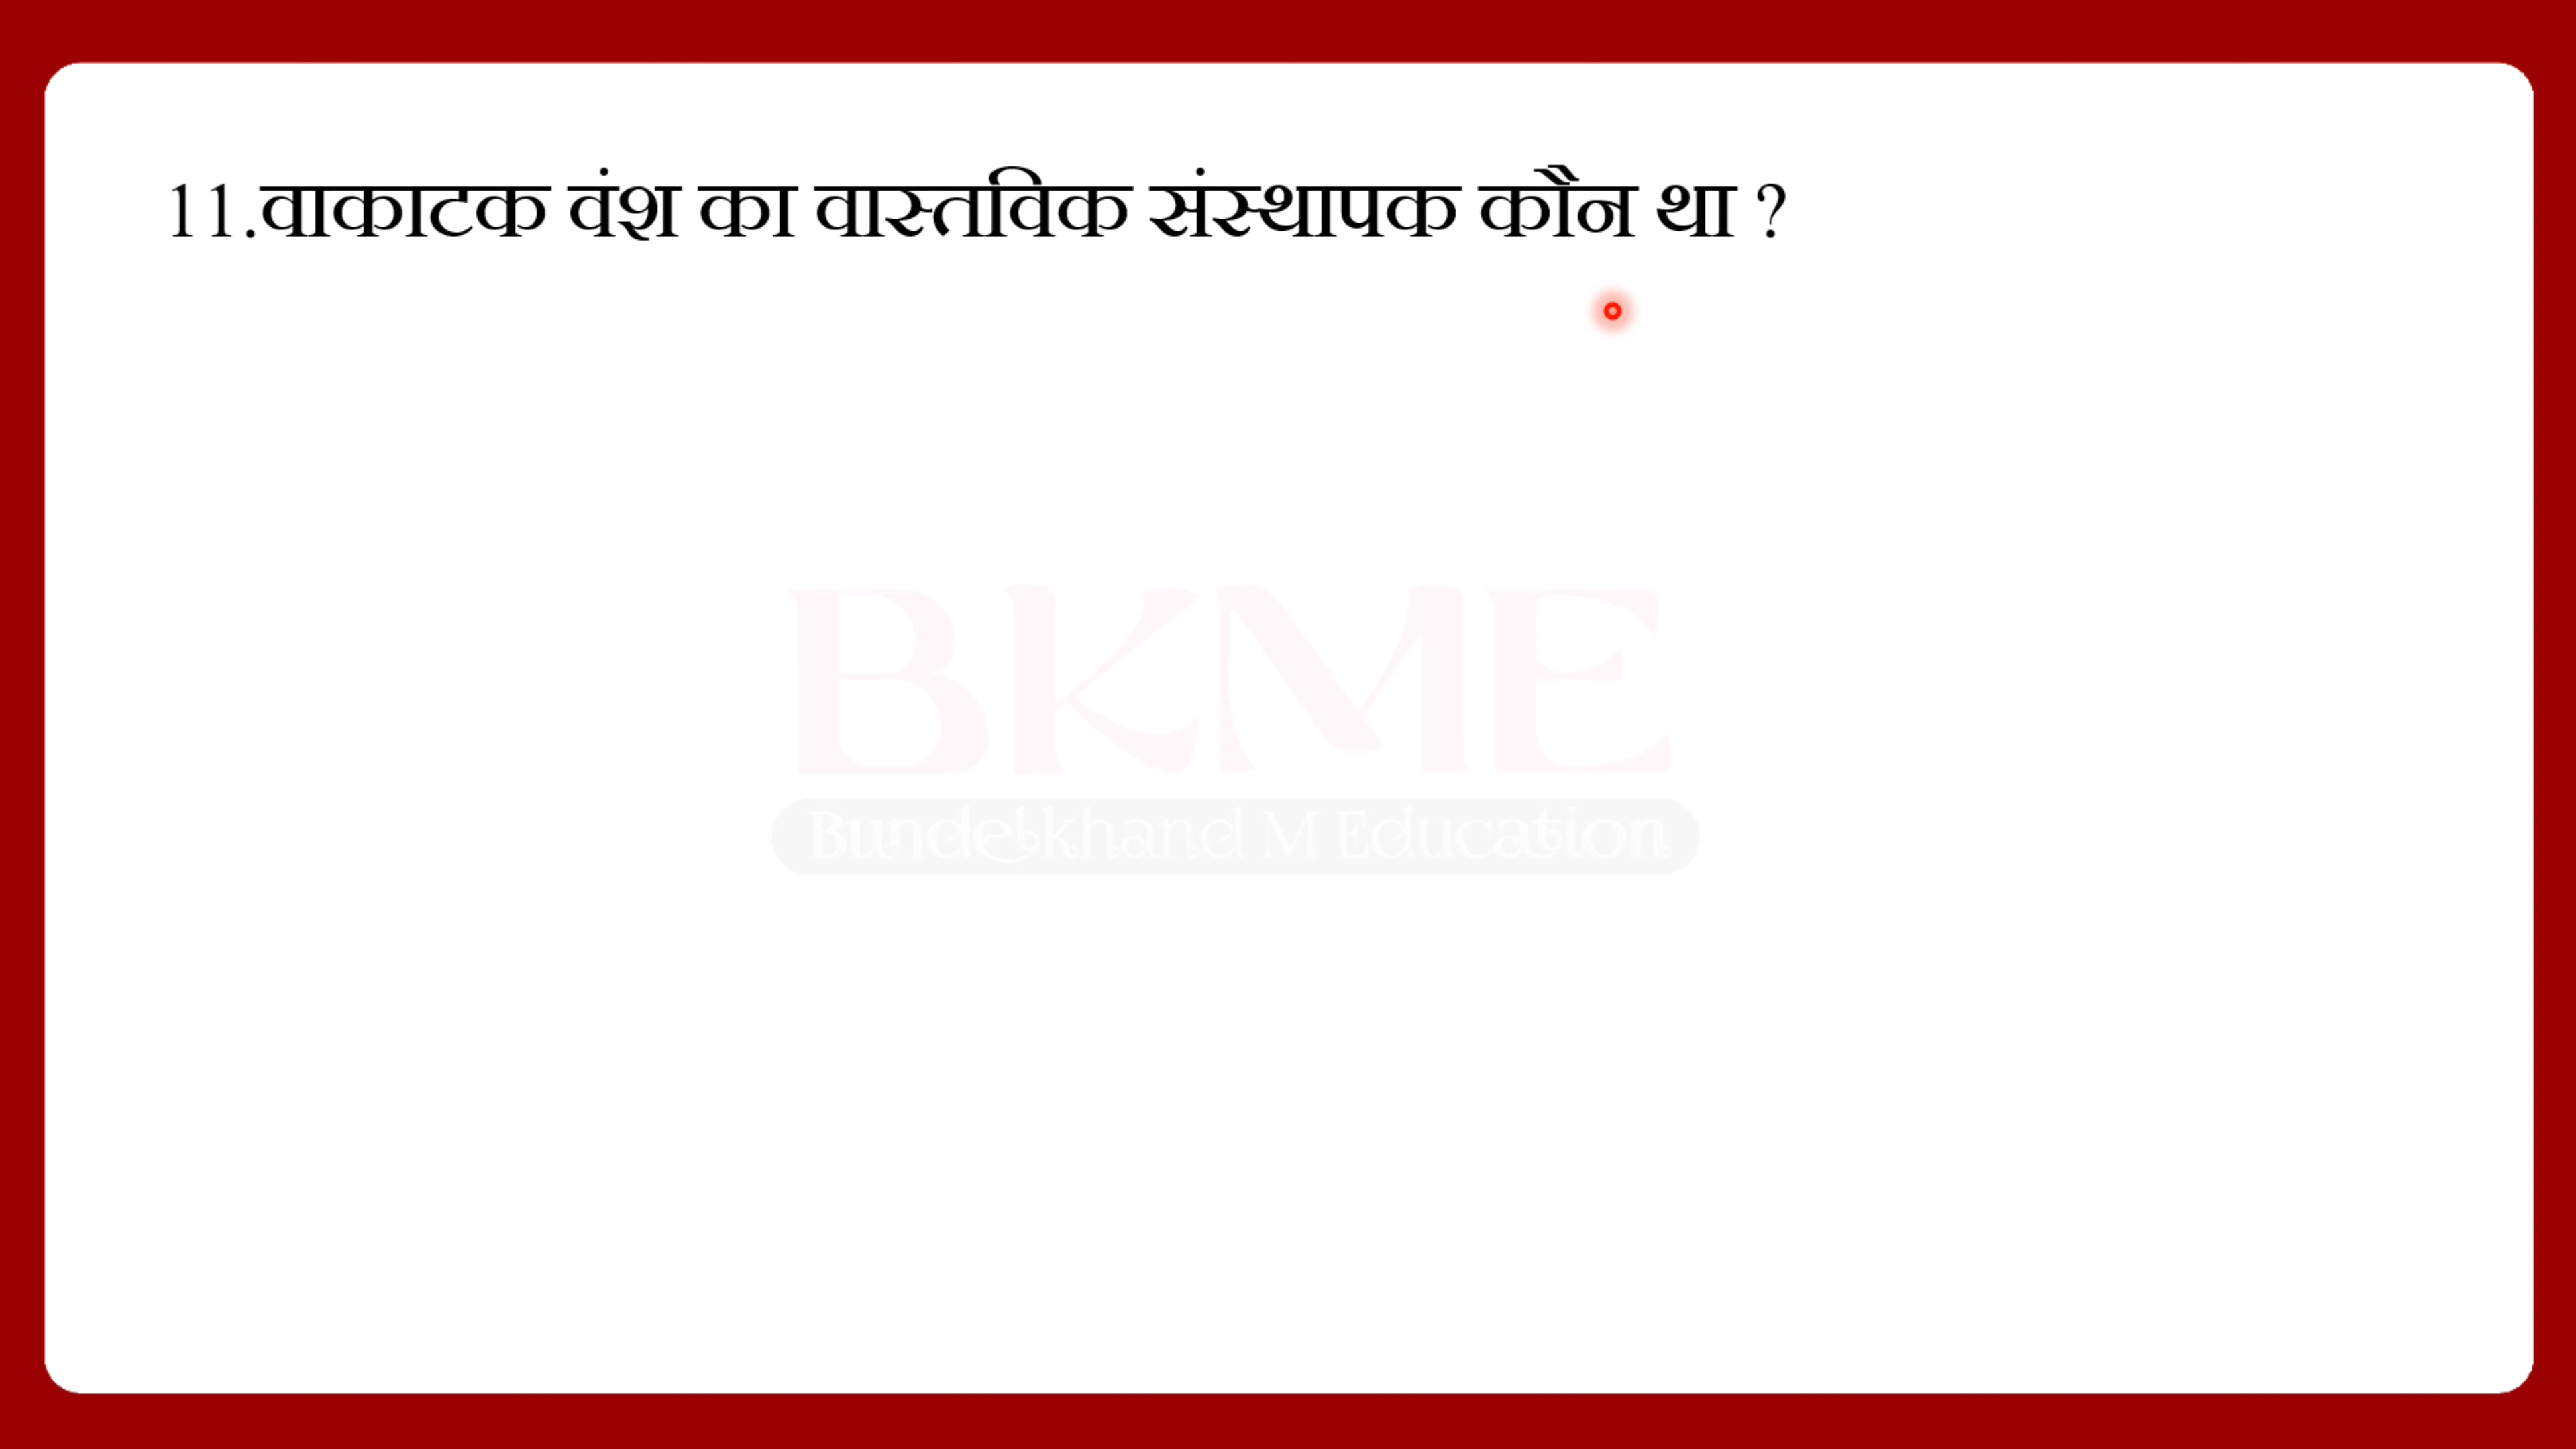 11.वाकाटक वंश का वास्तविक संस्थापक कौन था ?
BKME
Bundelkhand M Education